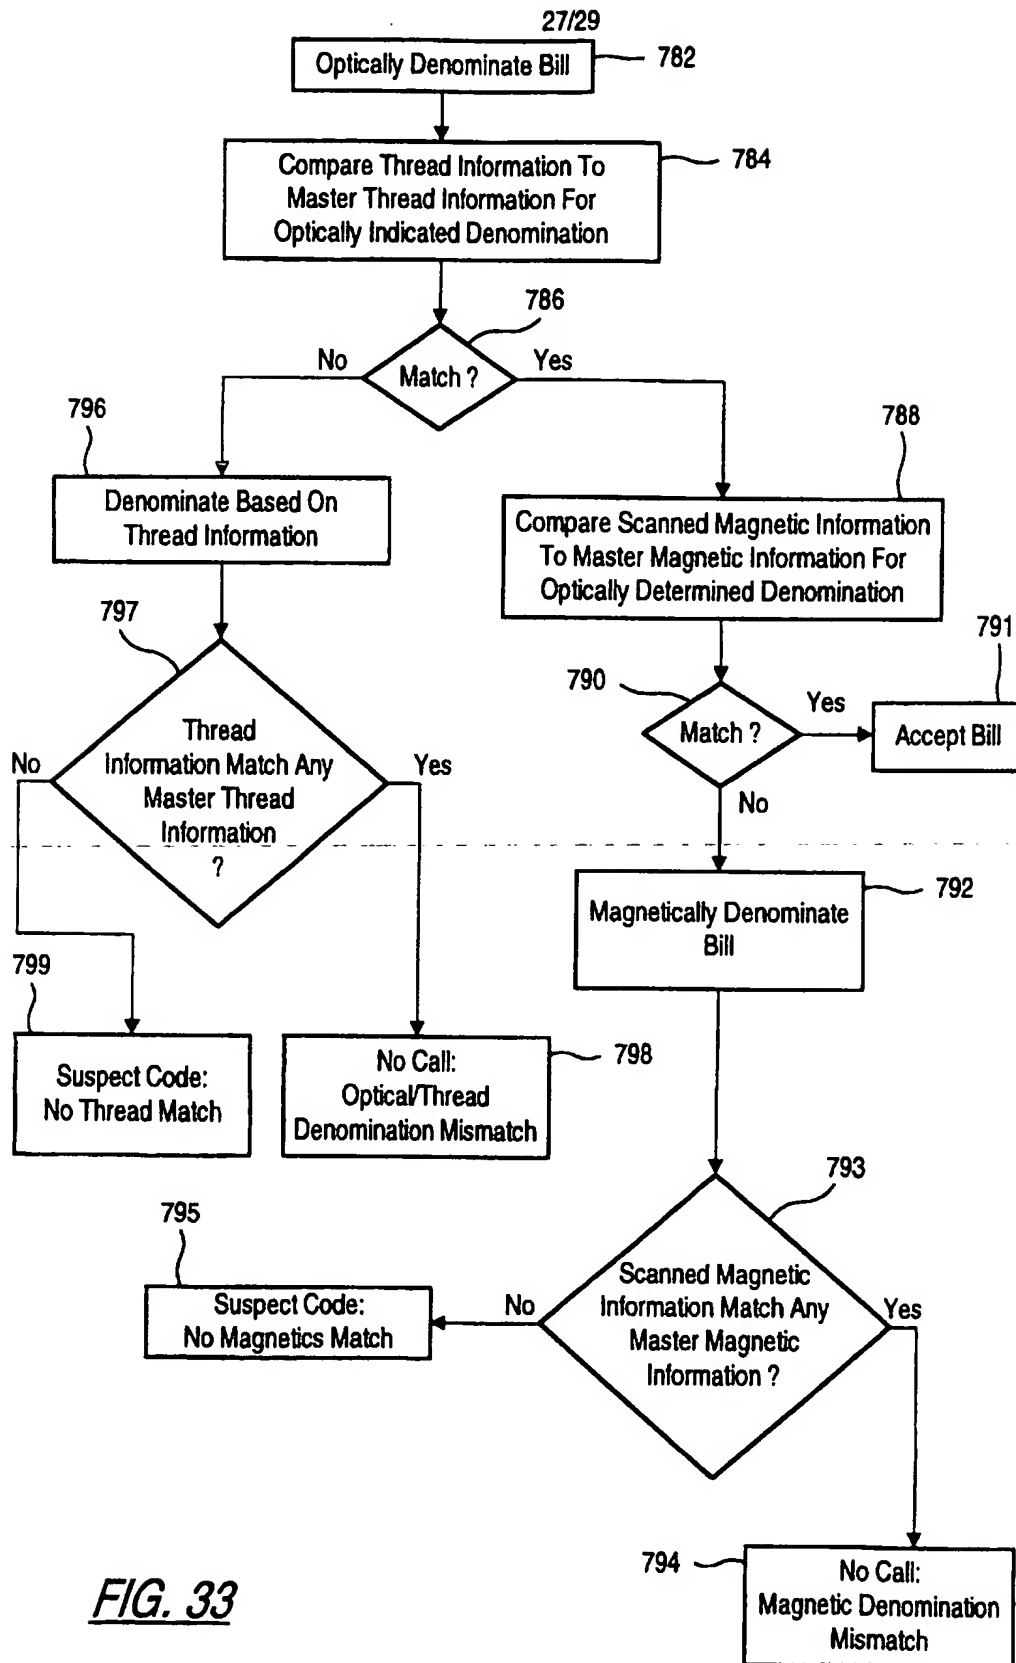 27/29
Optically Denominate Bill
782
Compare Thread Information To
Master Thread Information For
Optically Indicated Denomination
784
786
No
Match ?
Yes
796
Denominate Based On
Thread Information
788
Compare Scanned Magnetic Information
To Master Magnetic Information For
Optically Determined Denomination
797
Thread
Information Match Any
Master Thread
Information
?
No
Yes
790
Match ?
Yes
791
Accept Bill
No
792
Magnetically Denominate
Bill
799
Suspect Code:
No Thread Match
798
No Call:
Optical/Thread
Denomination Mismatch
793
Scanned Magnetic
Information Match Any
Master Magnetic
Information ?
No
Yes
795
Suspect Code:
No Magnetics Match
794
No Call:
Magnetic Denomination
Mismatch
FIG. 33